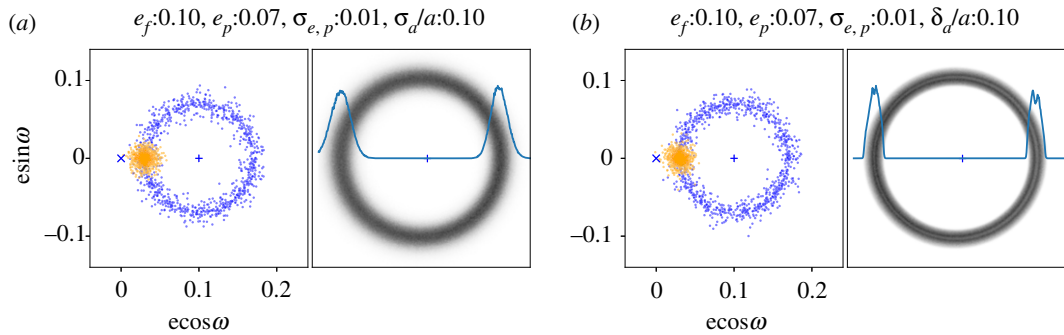 (a) e_f:0.10, e_p:0.07, σ_{e, p}:0.01, σ_a/a:0.10
0.1
0
–0.1
esinω
0 0.1 0.2
ecosω
(b) e_f:0.10, e_p:0.07, σ_{e, p}:0.01, δ_a/a:0.10
0.1
0
–0.1
0 0.1 0.2
ecosω